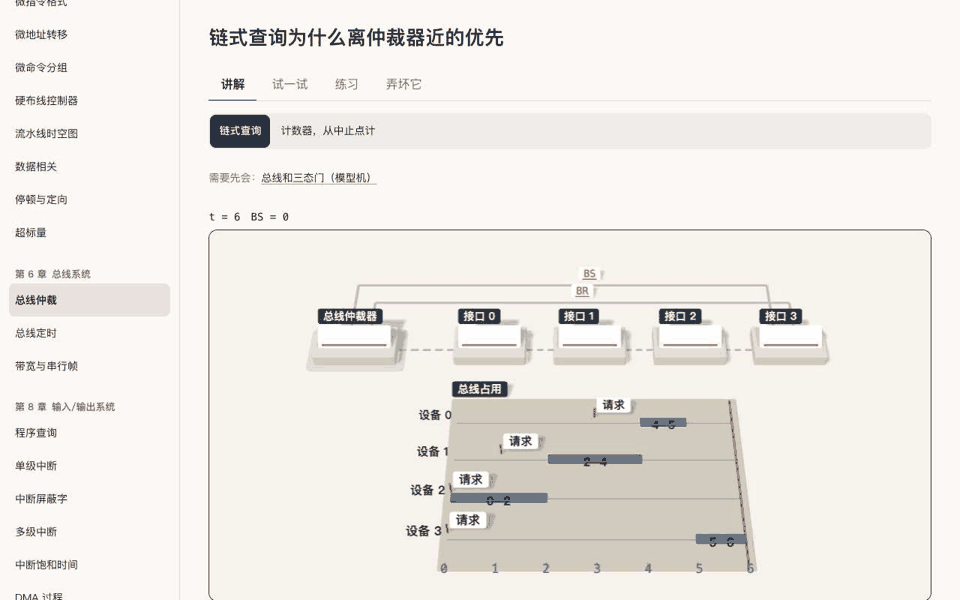 微指令格式
微地址转移
微命令分组
硬布线控制器
流水线时空图
数据相关
停顿与定向
超标量
第 6 章 总线系统
总线仲裁
总线定时
带宽与串行帧
第 8 章 输入/输出系统
程序查询
单级中断
中断屏蔽字
多级中断
中断饱和时间
DMA 过程
链式查询为什么离仲裁器近的优先
讲解 试一试 练习 弄坏它
链式查询 计数器，从中止点计
需要先会： 总线和三态门（模型机）
t = 6 BS = 0
BS
BR
总线仲裁器 接口 0 接口 1 接口 2 接口 3
总线占用
设备 0 请求 4–5
设备 1 请求 2–4
设备 2 请求 0–2
设备 3 请求 5–6
0 1 2 3 4 5 6